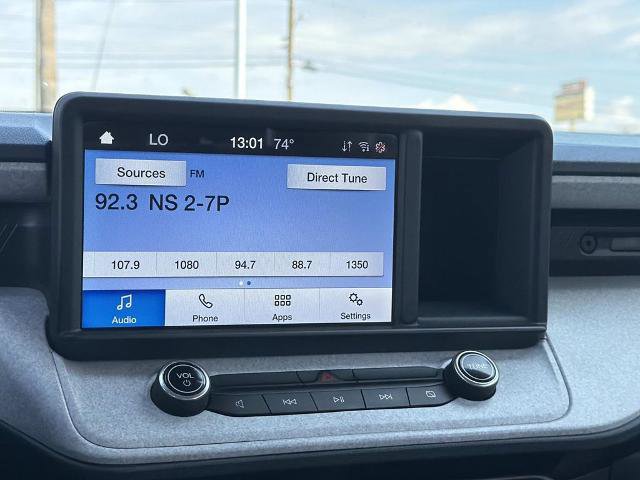 LO 13:01 74°
Sources FM Direct Tune
92.3 NS 2-7P
107.9 1080 94.7 88.7 1350
Audio Phone Apps Settings
VOL TUNE